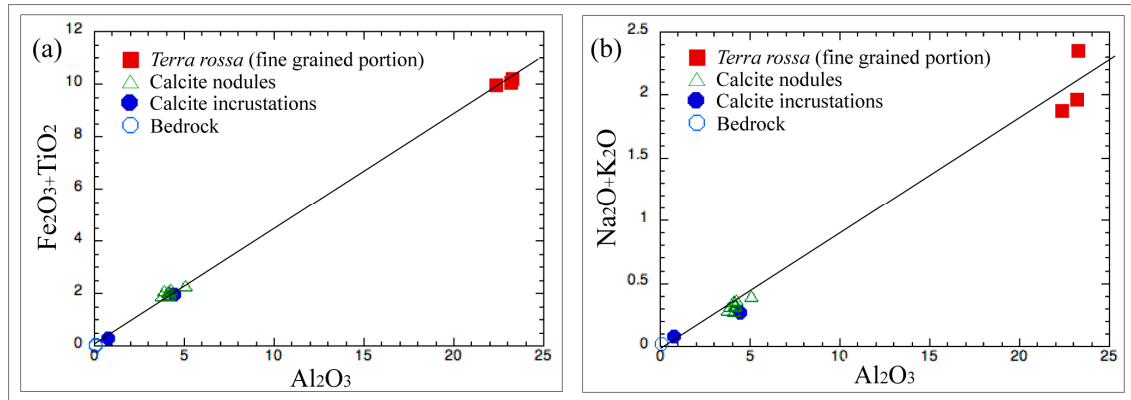 (a)
Terra rossa (fine grained portion)
Calcite nodules
Calcite incrustations
Bedrock
Fe2O3+TiO2
12
10
8
6
4
2
0
0 5 10 15 20 25
Al2O3
(b)
Terra rossa (fine grained portion)
Calcite nodules
Calcite incrustations
Bedrock
Na2O+K2O
2.5
2
1.5
1
0.5
0
0 5 10 15 20 25
Al2O3